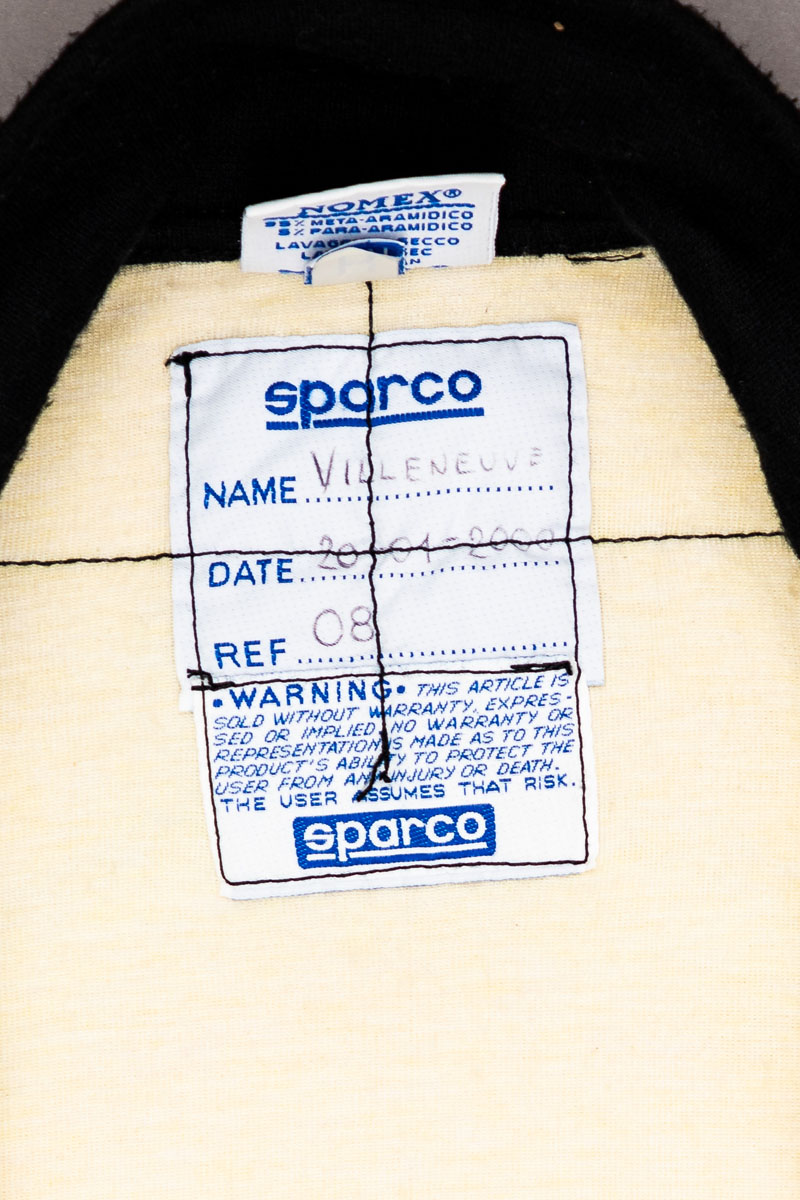 NOMEX®
95% META-ARAMIDICO
5% PARA-ARAMIDICO
sparco
NAME VILLENEUVE
DATE 20-01-2000
REF 08
•WARNING• THIS ARTICLE IS
SOLD WITHOUT WARRANTY, EXPRES-
SED OR IMPLIED, NO WARRANTY OR
REPRESENTATION IS MADE AS TO THIS
PRODUCT'S ABILITY TO PROTECT THE
USER FROM ANY INJURY OR DEATH.
THE USER ASSUMES THAT RISK.
sparco